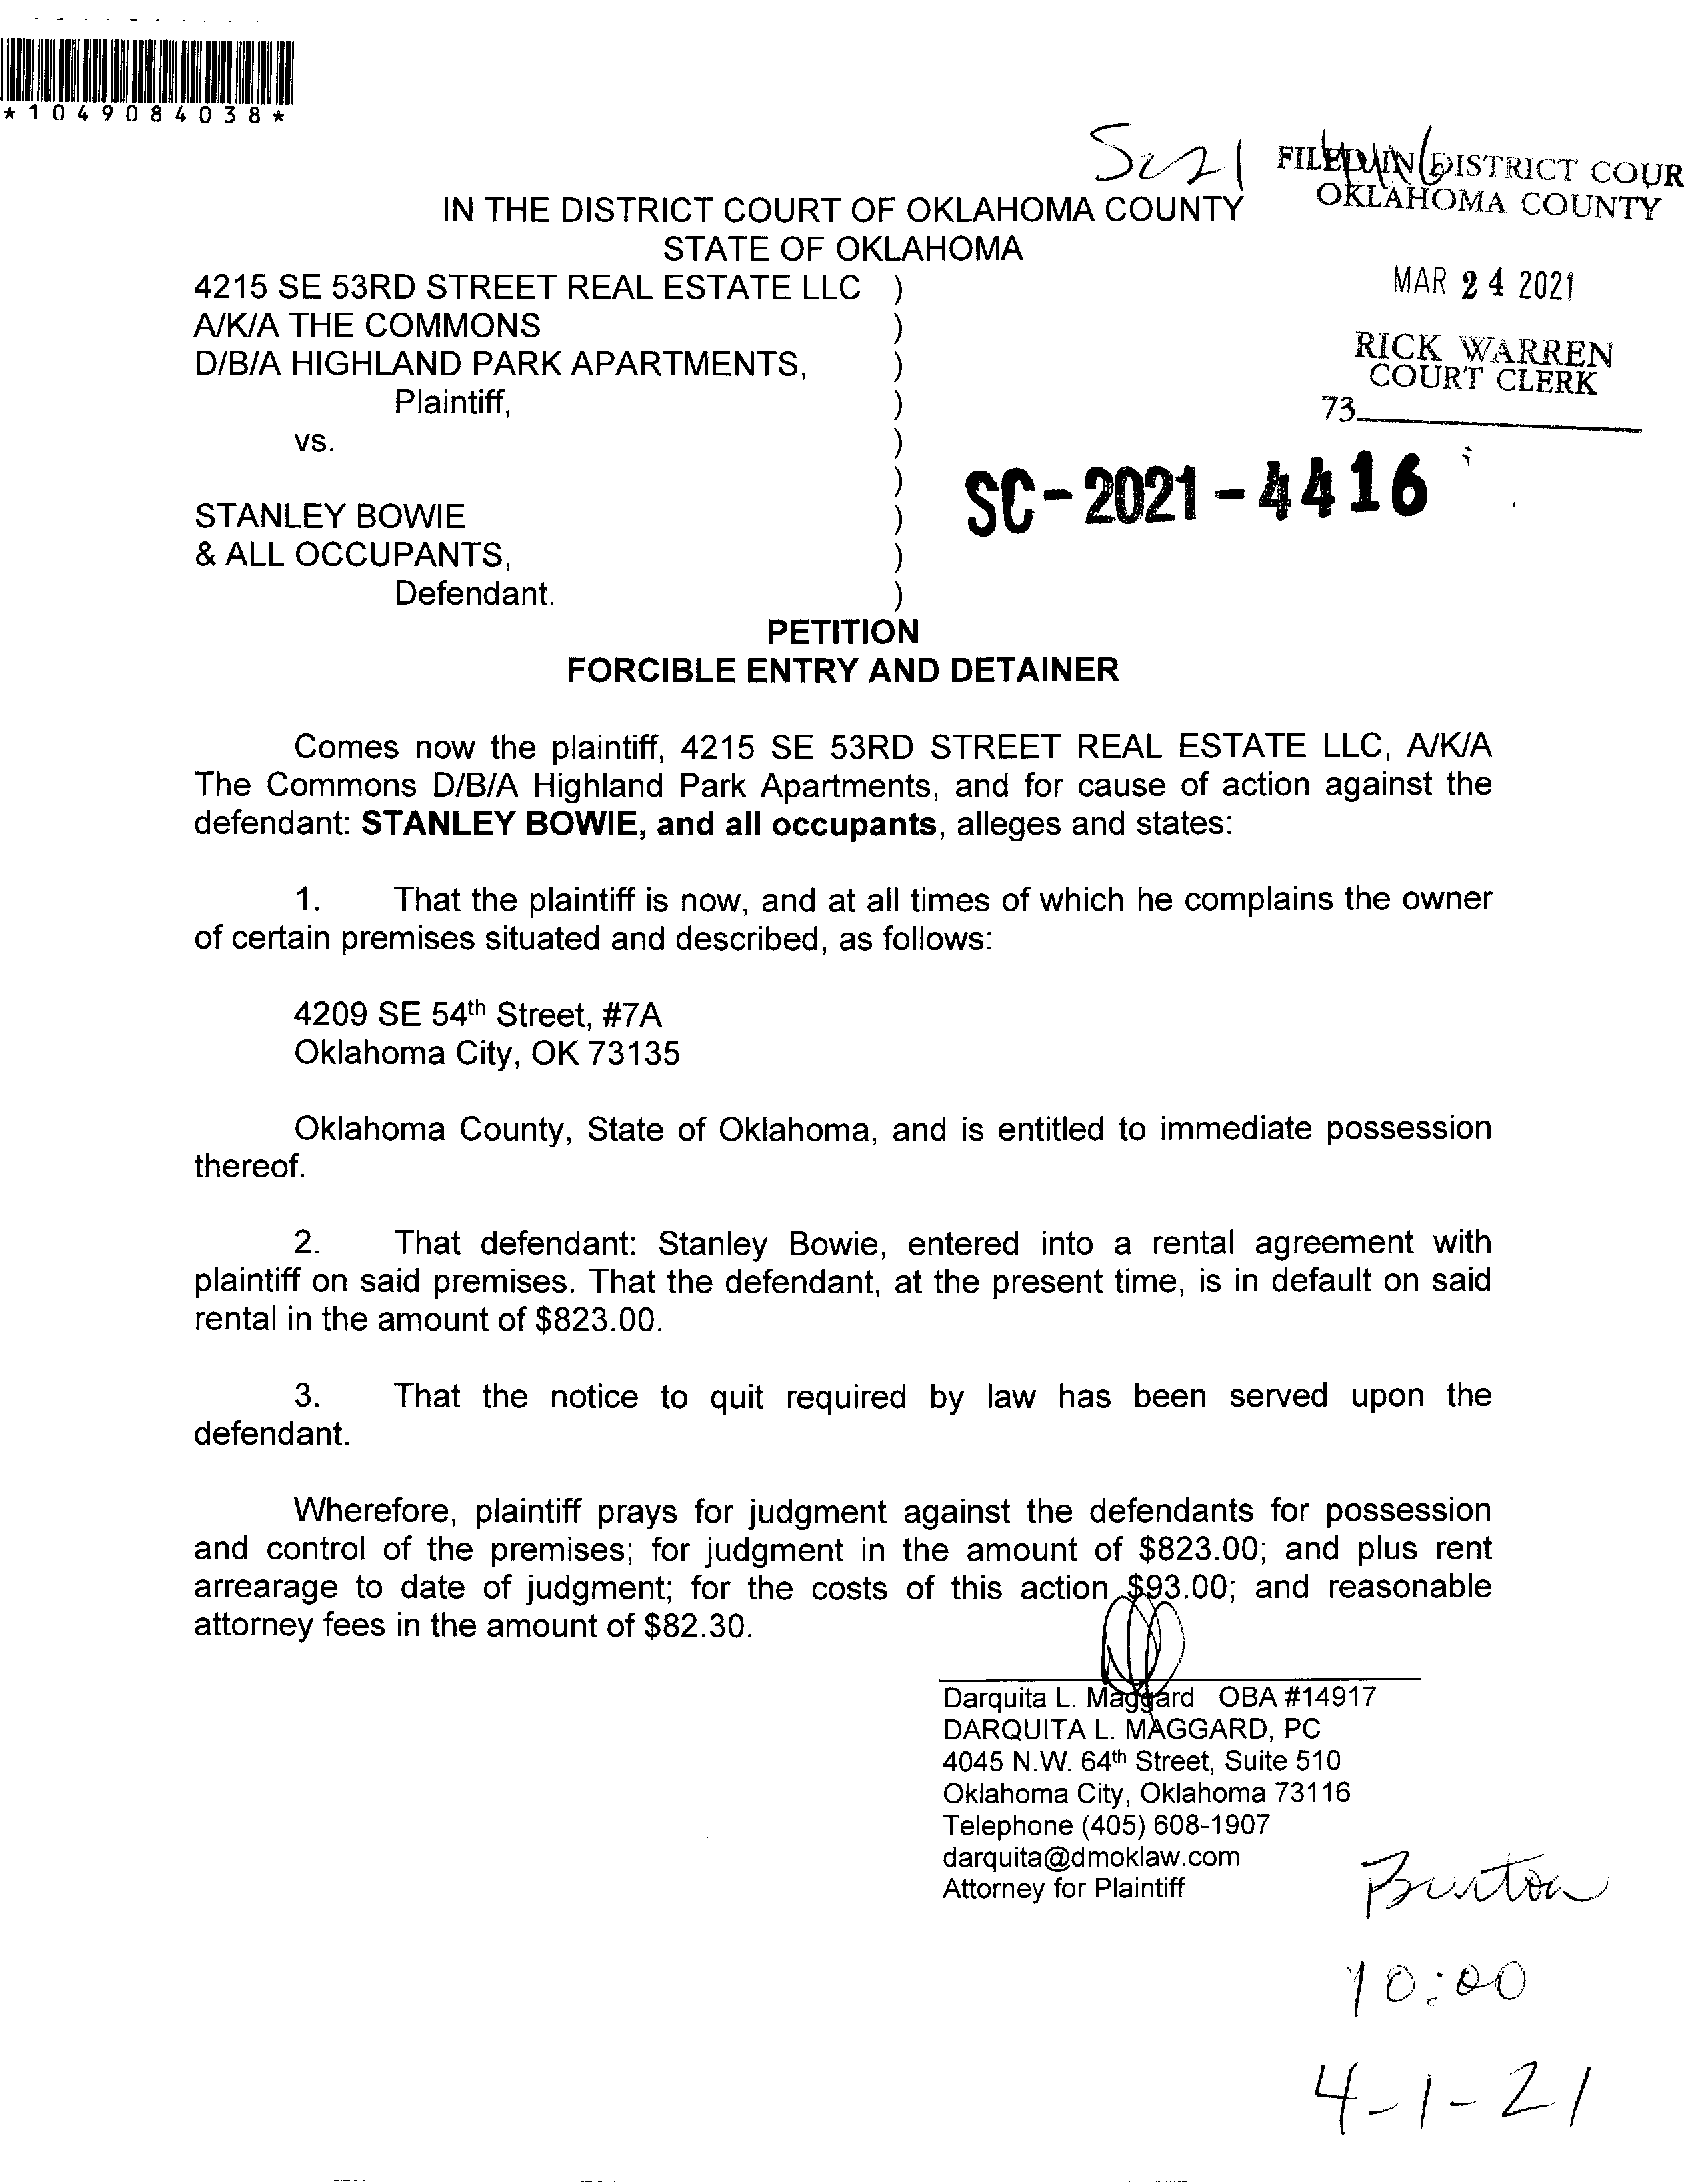 *1049084038*
Sc21 4416
FILED IN DISTRICT COUR
OKLAHOMA COUNTY
IN THE DISTRICT COURT OF OKLAHOMA COUNTY
STATE OF OKLAHOMA
MAR 24 2021
RICK WARREN
COURT CLERK
73
4215 SE 53RD STREET REAL ESTATE LLC )
A/K/A THE COMMONS )
D/B/A HIGHLAND PARK APARTMENTS, )
Plaintiff, )
vs. )
)
STANLEY BOWIE )
& ALL OCCUPANTS, )
Defendant. )
SC-2021-4416
PETITION
FORCIBLE ENTRY AND DETAINER
Comes now the plaintiff, 4215 SE 53RD STREET REAL ESTATE LLC, A/K/A
The Commons D/B/A Highland Park Apartments, and for cause of action against the
defendant: STANLEY BOWIE, and all occupants, alleges and states:
1. That the plaintiff is now, and at all times of which he complains the owner
of certain premises situated and described, as follows:
4209 SE 54th Street, #7A
Oklahoma City, OK 73135
Oklahoma County, State of Oklahoma, and is entitled to immediate possession
thereof.
2. That defendant: Stanley Bowie, entered into a rental agreement with
plaintiff on said premises. That the defendant, at the present time, is in default on said
rental in the amount of $823.00.
3. That the notice to quit required by law has been served upon the
defendant.
Wherefore, plaintiff prays for judgment against the defendants for possession
and control of the premises; for judgment in the amount of $823.00; and plus rent
arrearage to date of judgment; for the costs of this action $93.00; and reasonable
attorney fees in the amount of $82.30.
Darquita L. Maggard OBA #14917
DARQUITA L. MAGGARD, PC
4045 N.W. 64th Street, Suite 510
Oklahoma City, Oklahoma 73116
Telephone (405) 608-1907
darquita@dmoklaw.com
Attorney for Plaintiff
Burton
10:00
4-1-21